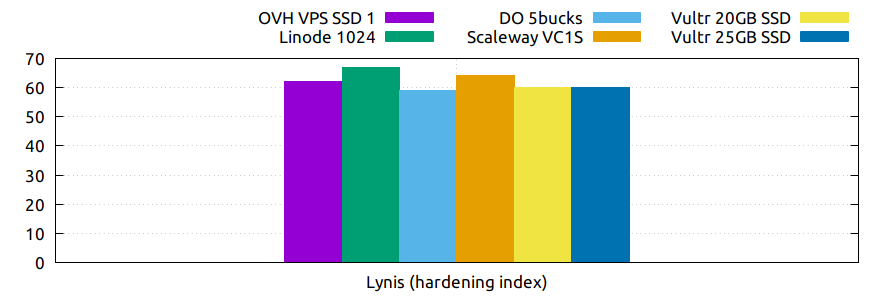 OVH VPS SSD 1 DO 5bucks Vultr 20GB SSD
Linode 1024 Scaleway VC1S Vultr 25GB SSD
70
60
50
40
30
20
10
0
Lynis (hardening index)